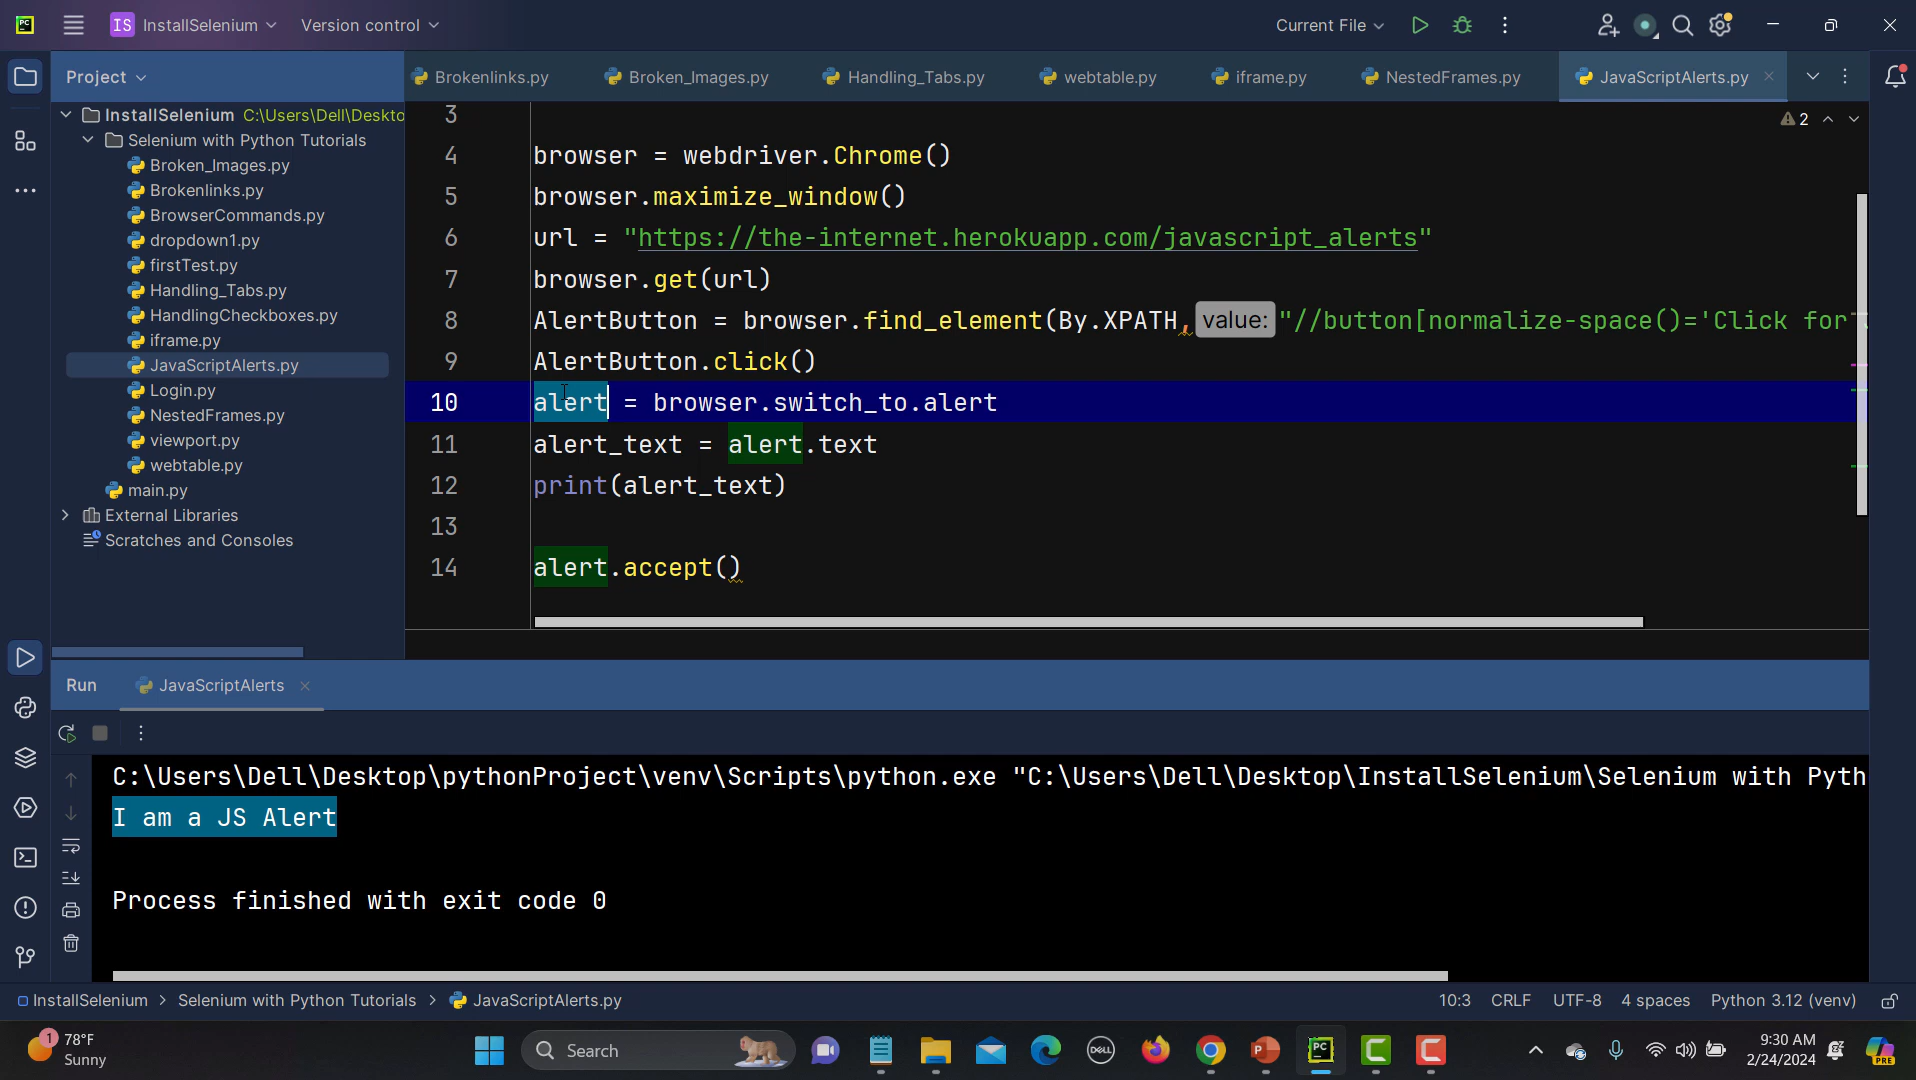 PC
IS InstallSelenium
Version control
Current File
Project
Brokenlinks.py
Broken_Images.py
Handling_Tabs.py
webtable.py
iframe.py
NestedFrames.py
JavaScriptAlerts.py
InstallSelenium C:\Users\Dell\Deskto
Selenium with Python Tutorials
Broken_Images.py
Brokenlinks.py
BrowserCommands.py
dropdown1.py
firstTest.py
Handling_Tabs.py
HandlingCheckboxes.py
iframe.py
JavaScriptAlerts.py
Login.py
NestedFrames.py
viewport.py
webtable.py
main.py
External Libraries
Scratches and Consoles
2
3
4 browser = webdriver.Chrome()
5 browser.maximize_window()
6 url = "https://the-internet.herokuapp.com/javascript_alerts"
7 browser.get(url)
8 AlertButton = browser.find_element(By.XPATH, value: "//button[normalize-space()='Click for
9 AlertButton.click()
10 alert = browser.switch_to.alert
11 alert_text = alert.text
12 print(alert_text)
13
14 alert.accept()
Run JavaScriptAlerts
C:\Users\Dell\Desktop\pythonProject\venv\Scripts\python.exe "C:\Users\Dell\Desktop\InstallSelenium\Selenium with Pyth
I am a JS Alert
Process finished with exit code 0
InstallSelenium > Selenium with Python Tutorials > JavaScriptAlerts.py
10:3 CRLF UTF-8 4 spaces Python 3.12 (venv)
1
78°F
Sunny
Search
DELL
PC
9:30 AM
2/24/2024
PRE